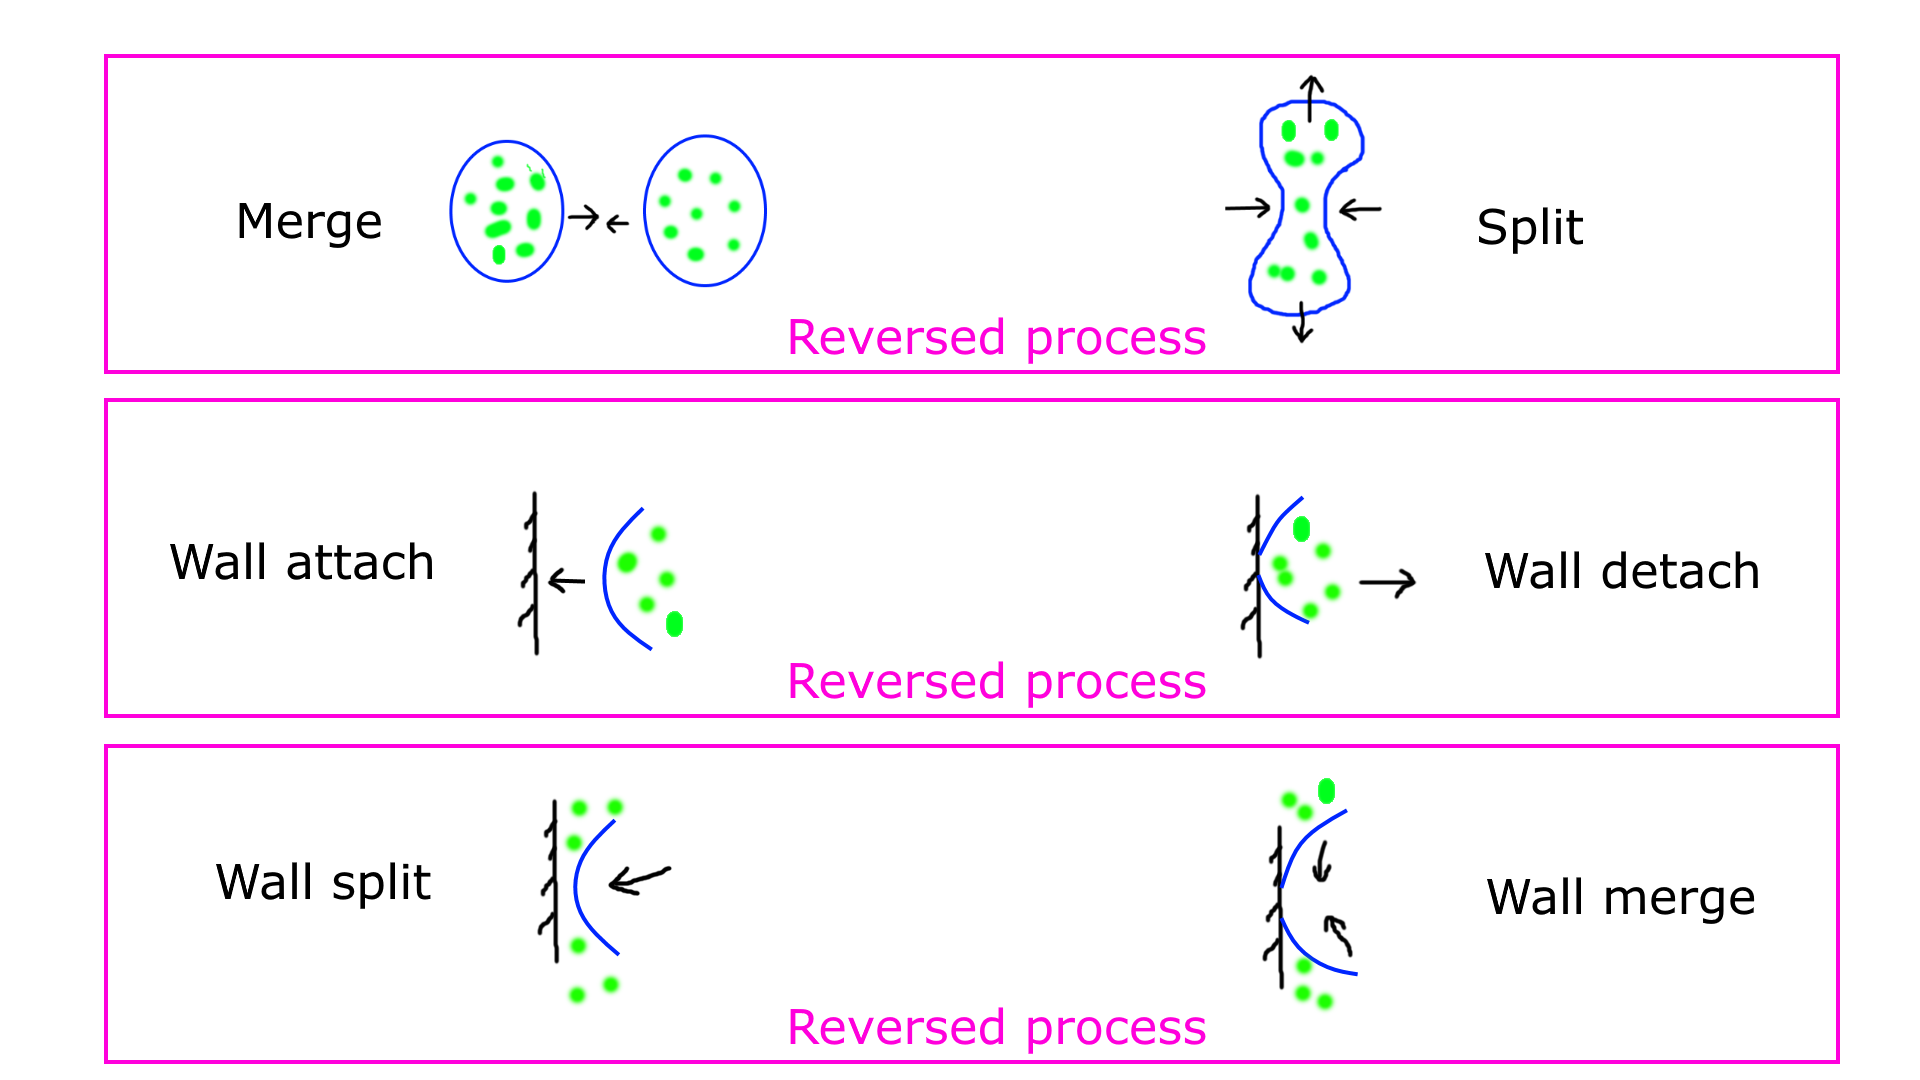 Merge
Split
Reversed process
Wall attach
Wall detach
Reversed process
Wall split
Wall merge
Reversed process